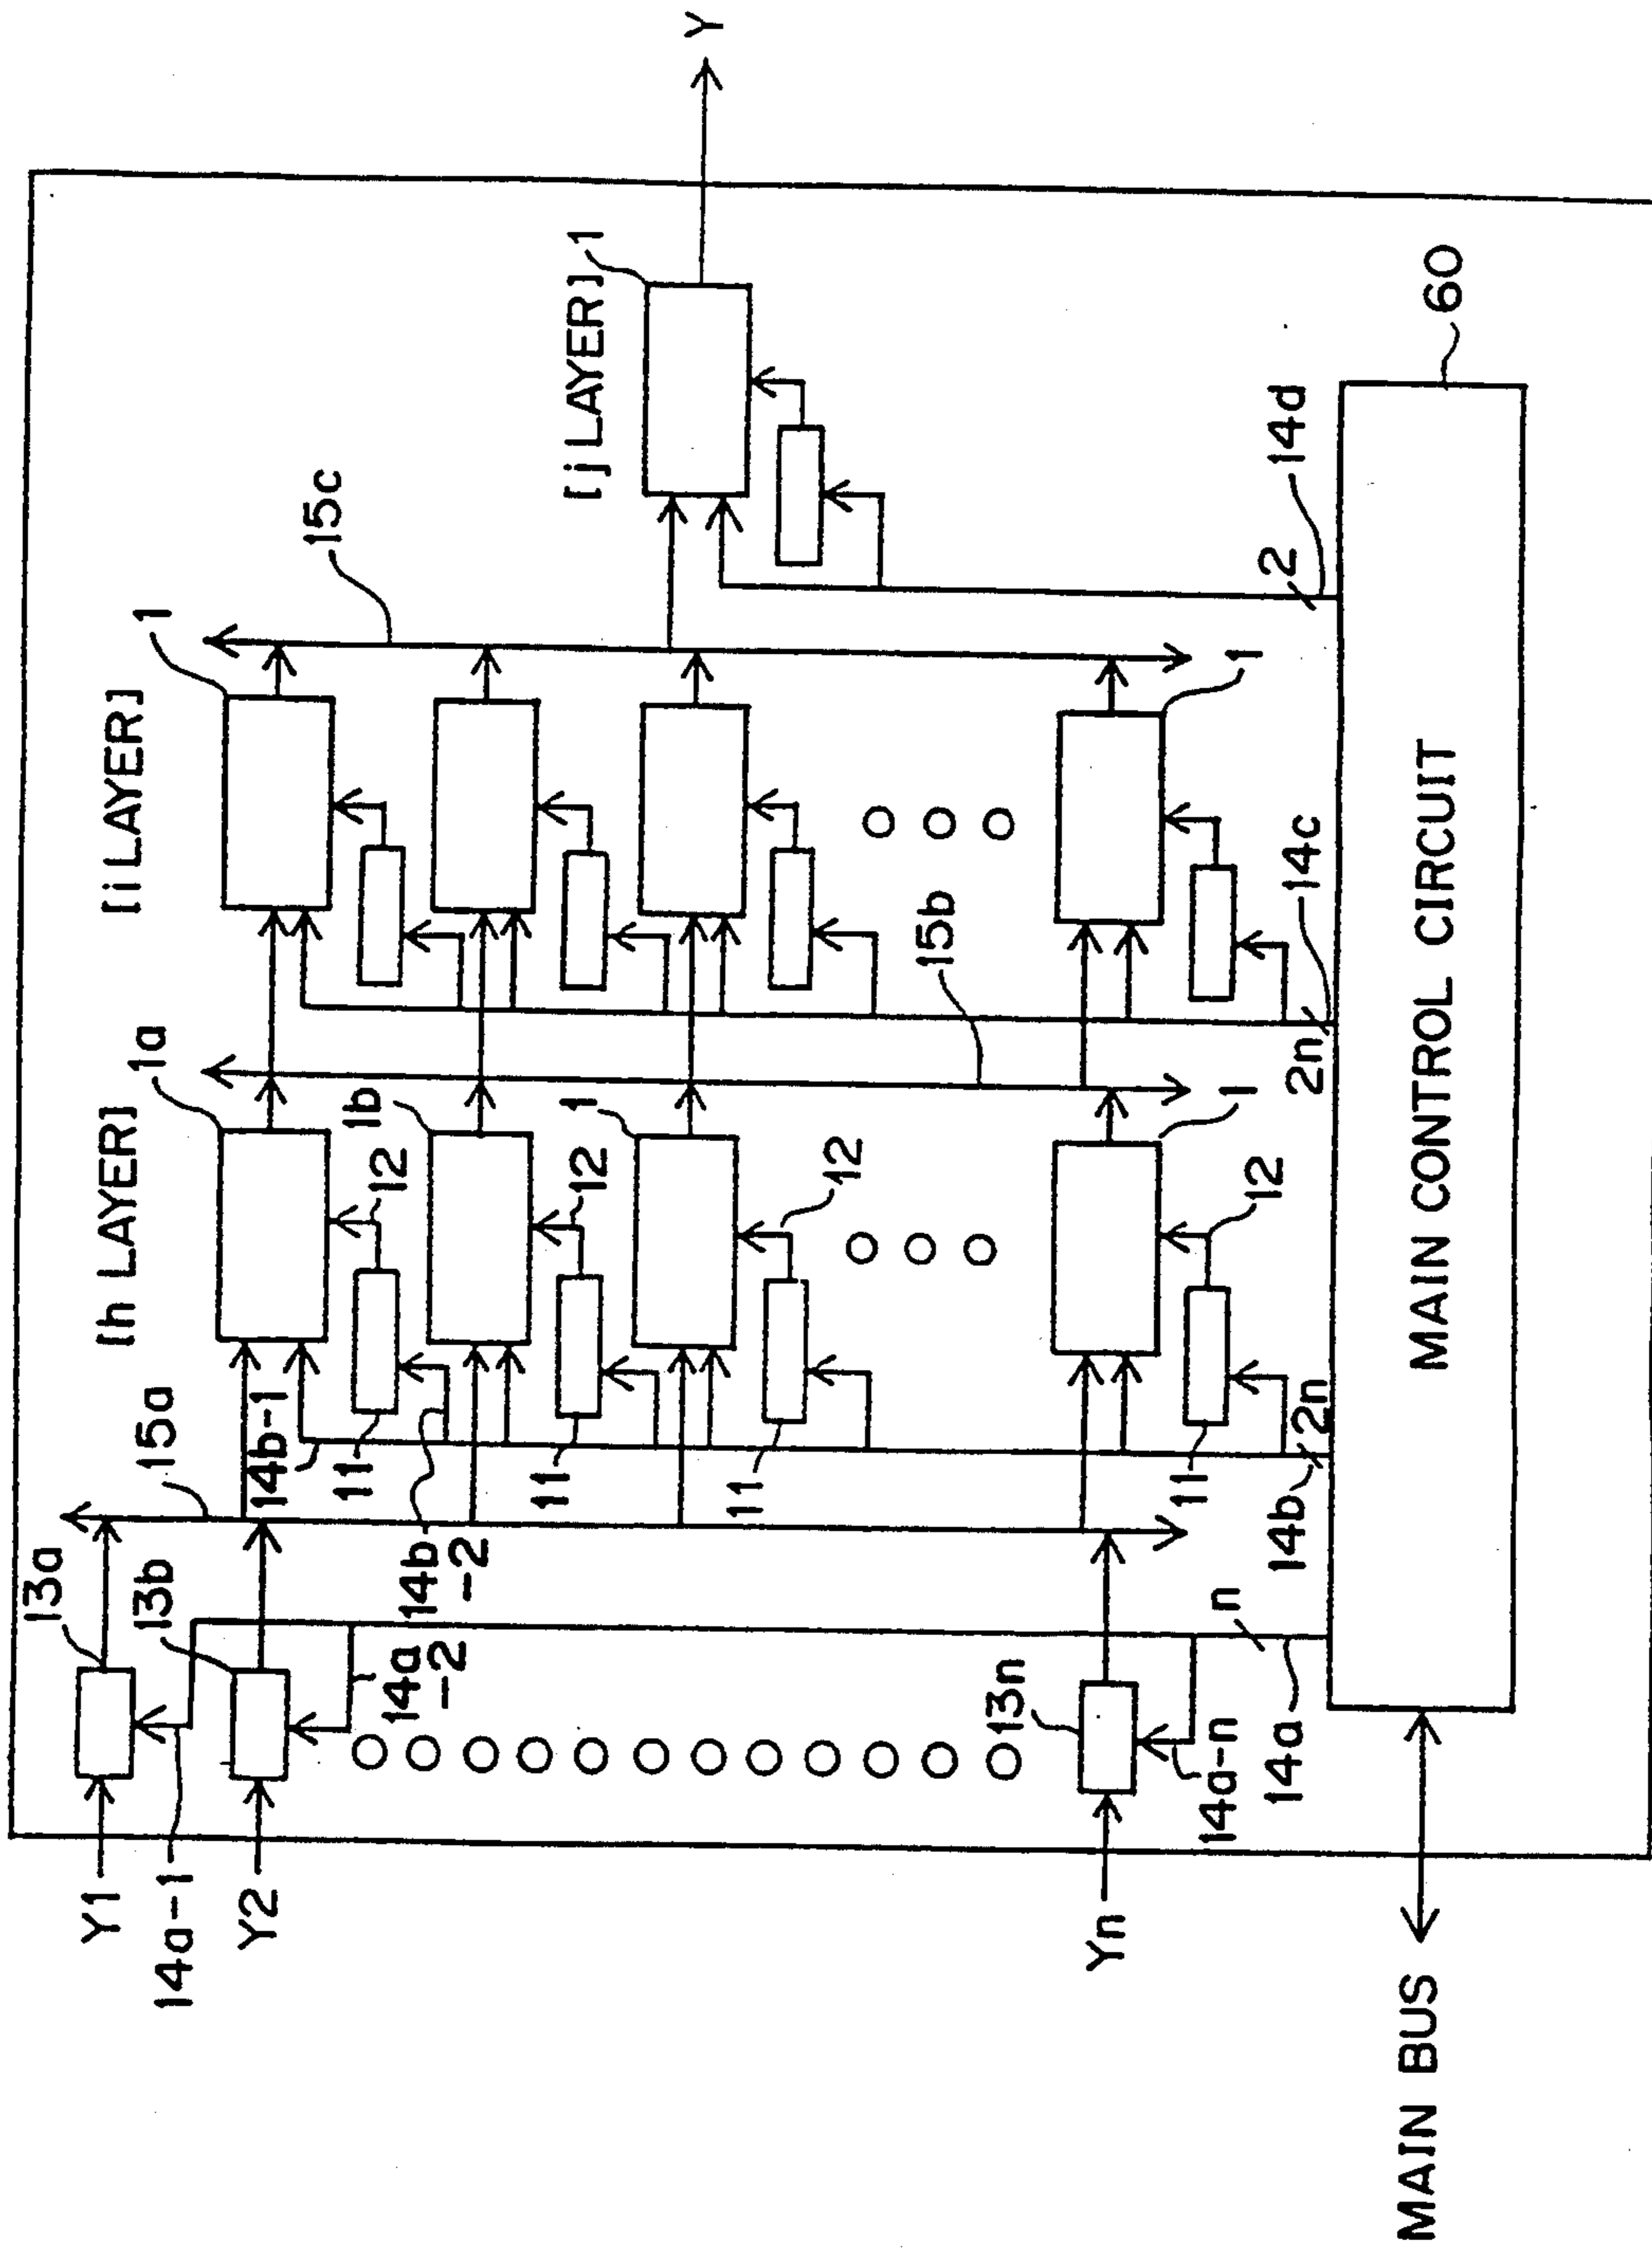 Y1
14a-1
Y2
Yn
MAIN BUS
13a
13b
14a
-2
13n
14a-n
14a
n
15a
14b-1
11
14b
-2
11
11
11
14b
2n
[h LAYER]
1a
12
1b
12
1
12
1
12
15b
2n
14c
[i LAYER]
1
1
15c
[j LAYER]
1
2
14d
Y
MAIN CONTROL CIRCUIT
60